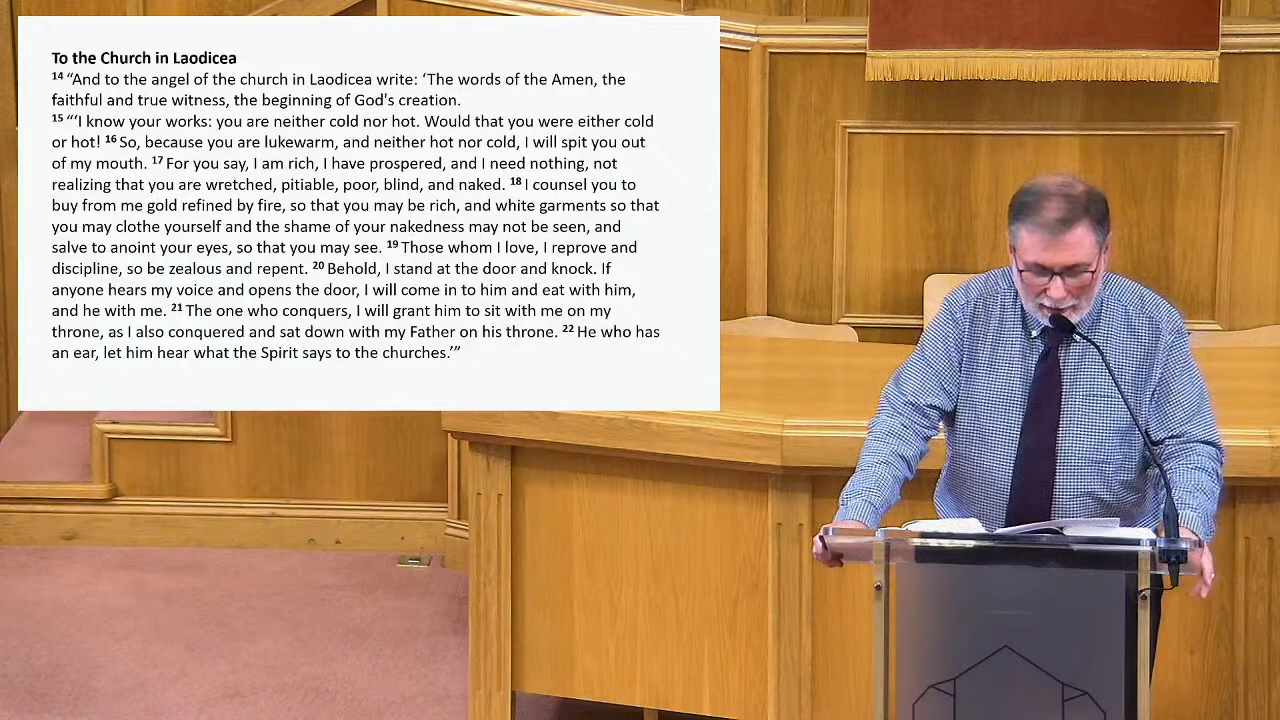 To the Church in Laodicea
14 “And to the angel of the church in Laodicea write: ‘The words of the Amen, the
faithful and true witness, the beginning of God's creation.
15 “‘I know your works: you are neither cold nor hot. Would that you were either cold
or hot! 16 So, because you are lukewarm, and neither hot nor cold, I will spit you out
of my mouth. 17 For you say, I am rich, I have prospered, and I need nothing, not
realizing that you are wretched, pitiable, poor, blind, and naked. 18 I counsel you to
buy from me gold refined by fire, so that you may be rich, and white garments so that
you may clothe yourself and the shame of your nakedness may not be seen, and
salve to anoint your eyes, so that you may see. 19 Those whom I love, I reprove and
discipline, so be zealous and repent. 20 Behold, I stand at the door and knock. If
anyone hears my voice and opens the door, I will come in to him and eat with him,
and he with me. 21 The one who conquers, I will grant him to sit with me on my
throne, as I also conquered and sat down with my Father on his throne. 22 He who has
an ear, let him hear what the Spirit says to the churches.’”